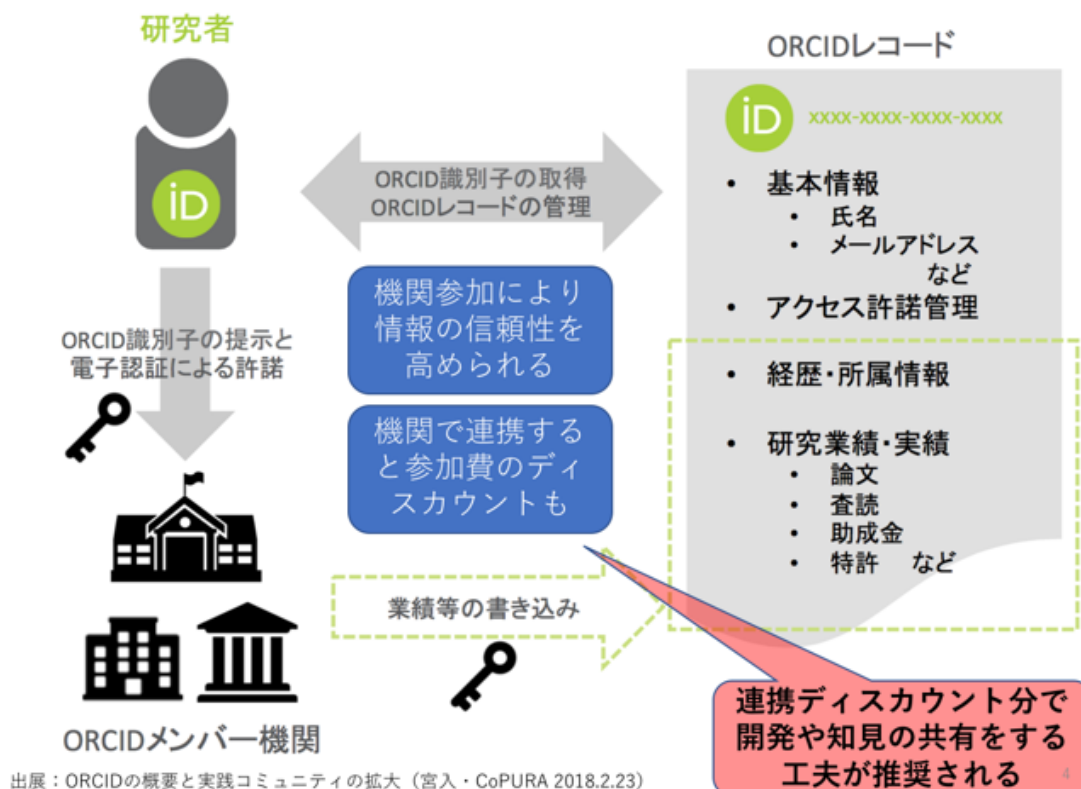 研究者
iD
ORCID識別子の取得
ORCIDレコードの管理
ORCID識別子の提示と
電子認証による許諾
機関参加により
情報の信頼性を
高められる
機関で連携する
と参加費のディ
スカウントも
業績等の書き込み
ORCIDメンバー機関
ORCIDレコード
iD xxxx-xxxx-xxxx-xxxx
• 基本情報
• 氏名
• メールアドレス
など
• アクセス許諾管理
• 経歴・所属情報
• 研究業績・実績
• 論文
• 査読
• 助成金
• 特許 など
連携ディスカウント分で
開発や知見の共有をする
工夫が推奨される
4
出展：ORCIDの概要と実践コミュニティの拡大（宮入・CoPURA 2018.2.23）